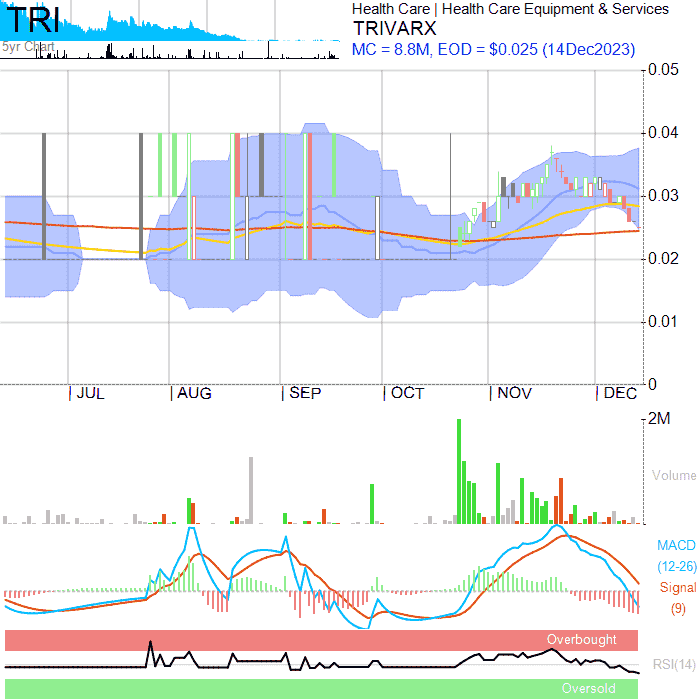 TRI
5yr Chart
Health Care | Health Care Equipment & Services
TRIVARX
MC = 8.8M, EOD = $0.025 (14Dec2023)
0.05
0.04
0.03
0.02
0.01
0
| JUL | AUG | SEP | OCT | NOV | DEC
2M
Volume
MACD
(12-26)
Signal
(9)
Overbought
RSI(14)
Oversold